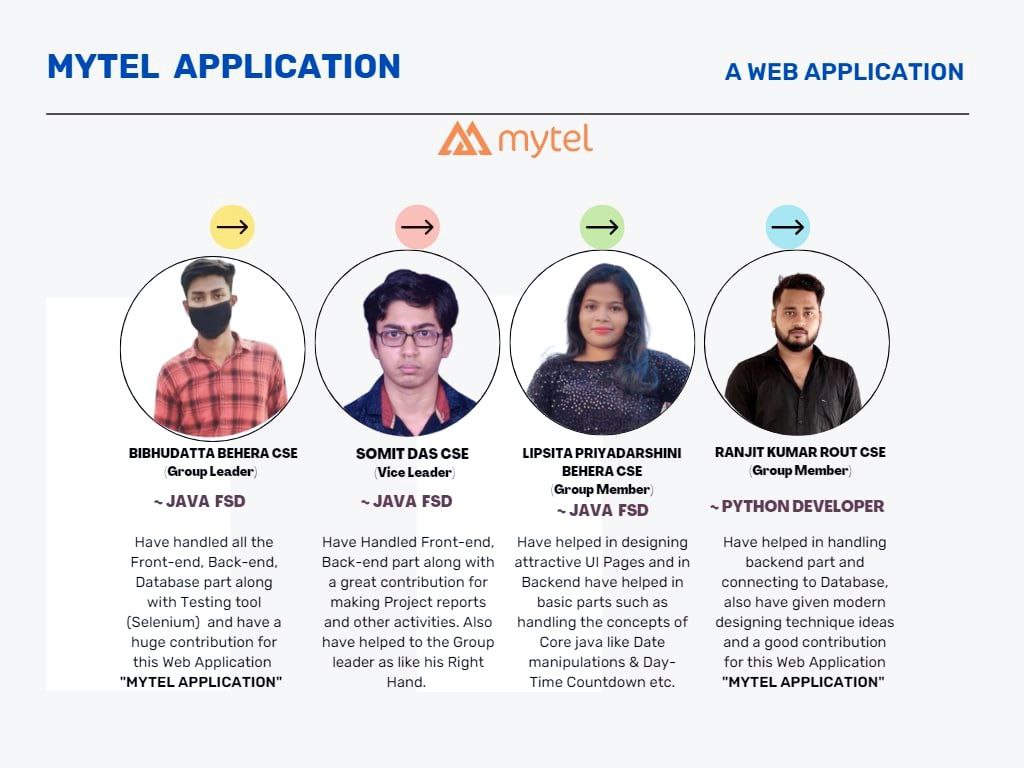 MYTEL APPLICATION
A WEB APPLICATION
mytel
BIBHUDATTA BEHERA CSE
(Group Leader)
~ JAVA FSD
Have handled all the
Front-end, Back-end,
Database part along
with Testing tool
(Selenium) and have a
huge contribution for
this Web Application
"MYTEL APPLICATION"
SOMIT DAS CSE
(Vice Leader)
~ JAVA FSD
Have Handled Front-end,
Back-end part along with
a great contribution for
making Project reports
and other activities. Also
have helped to the Group
leader as like his Right
Hand.
LIPSITA PRIYADARSHINI
BEHERA CSE
(Group Member)
~ JAVA FSD
Have helped in designing
attractive UI Pages and in
Backend have helped in
basic parts such as
handling the concepts of
Core java like Date
manipulations & Day-
Time Countdown etc.
RANJIT KUMAR ROUT CSE
(Group Member)
~ PYTHON DEVELOPER
Have helped in handling
backend part and
connecting to Database,
also have given modern
designing technique ideas
and a good contribution
for this Web Application
"MYTEL APPLICATION"